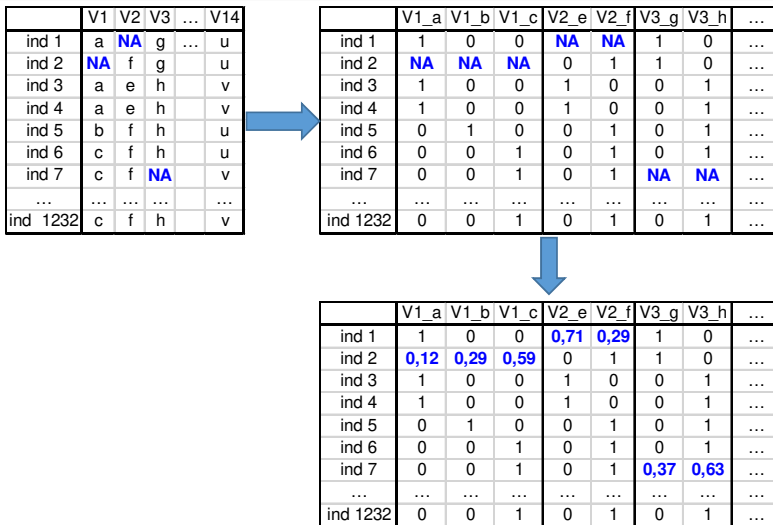 V1 V2 V3 ... V14
ind 1 a NA g ... u
ind 2 NA f g u
ind 3 a e h v
ind 4 a e h v
ind 5 b f h u
ind 6 c f h u
ind 7 c f NA v
... ... ... ... ...
ind 1232 c f h v
V1_a V1_b V1_c V2_e V2_f V3_g V3_h ...
ind 1 1 0 0 NA NA 1 0 ...
ind 2 NA NA NA 0 1 1 0 ...
ind 3 1 0 0 1 0 0 1 ...
ind 4 1 0 0 1 0 0 1 ...
ind 5 0 1 0 0 1 0 1 ...
ind 6 0 0 1 0 1 0 1 ...
ind 7 0 0 1 0 1 NA NA ...
... ... ... ... ... ... ... ... ...
ind 1232 0 0 1 0 1 0 1 ...
V1_a V1_b V1_c V2_e V2_f V3_g V3_h ...
ind 1 1 0 0 0,71 0,29 1 0 ...
ind 2 0,12 0,29 0,59 0 1 1 0 ...
ind 3 1 0 0 1 0 0 1 ...
ind 4 1 0 0 1 0 0 1 ...
ind 5 0 1 0 0 1 0 1 ...
ind 6 0 0 1 0 1 0 1 ...
ind 7 0 0 1 0 1 0,37 0,63 ...
... ... ... ... ... ... ... ... ...
ind 1232 0 0 1 0 1 0 1 ...